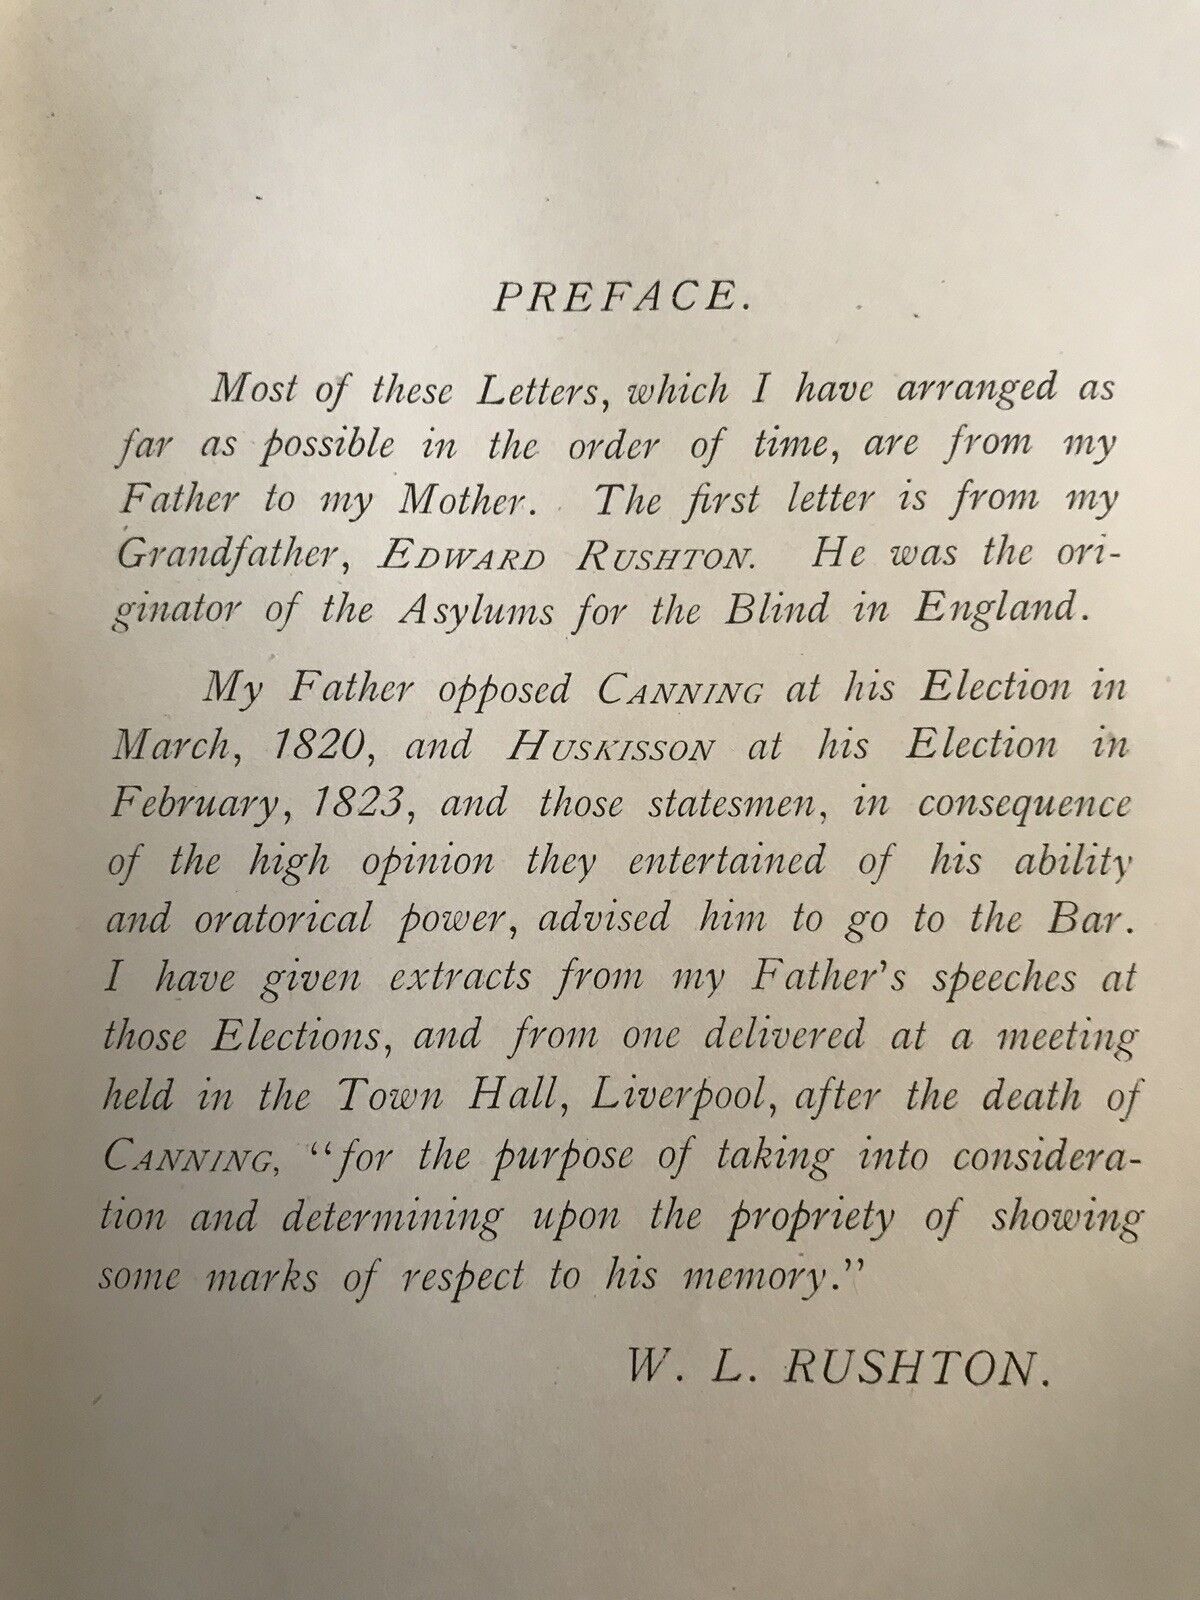 PREFACE.
Most of these Letters, which I have arranged as
far as possible in the order of time, are from my
Father to my Mother. The first letter is from my
Grandfather, EDWARD RUSHTON. He was the ori-
ginator of the Asylums for the Blind in England.
My Father opposed CANNING at his Election in
March, 1820, and HUSKISSON at his Election in
February, 1823, and those statesmen, in consequence
of the high opinion they entertained of his ability
and oratorical power, advised him to go to the Bar.
I have given extracts from my Father's speeches at
those Elections, and from one delivered at a meeting
held in the Town Hall, Liverpool, after the death of
CANNING, “for the purpose of taking into considera-
tion and determining upon the propriety of showing
some marks of respect to his memory.”
W. L. RUSHTON.